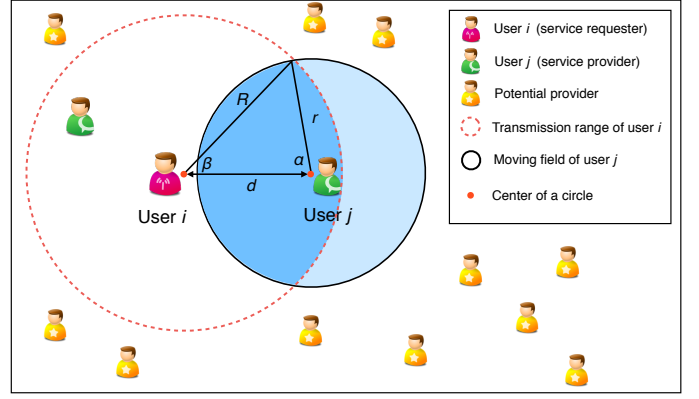 R
r
β
α
d
User i
User j
User i (service requester)
User j (service provider)
Potential provider
Transmission range of user i
Moving field of user j
Center of a circle